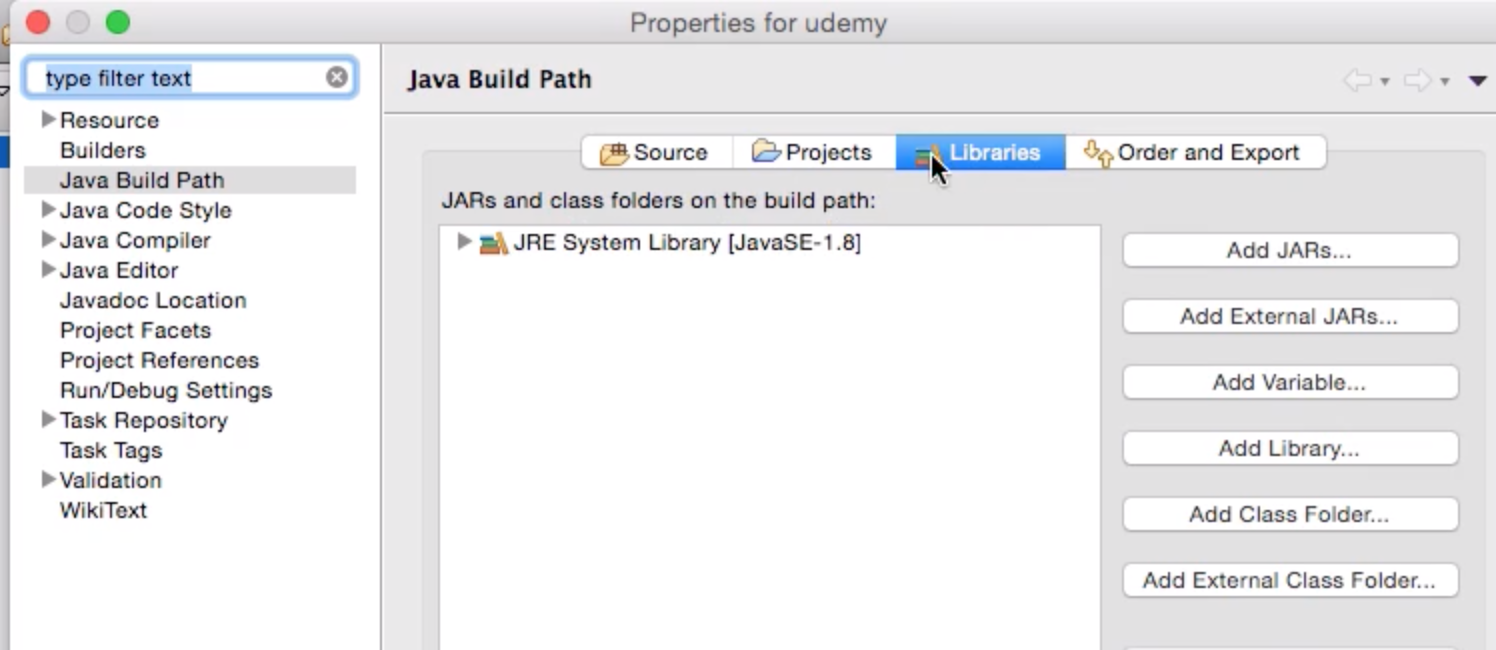 Properties for udemy
type filter text
Resource
Builders
Java Build Path
Java Code Style
Java Compiler
Java Editor
Javadoc Location
Project Facets
Project References
Run/Debug Settings
Task Repository
Task Tags
Validation
WikiText
Java Build Path
Source Projects Libraries Order and Export
JARs and class folders on the build path:
JRE System Library [JavaSE-1.8]
Add JARs...
Add External JARs...
Add Variable...
Add Library...
Add Class Folder...
Add External Class Folder...